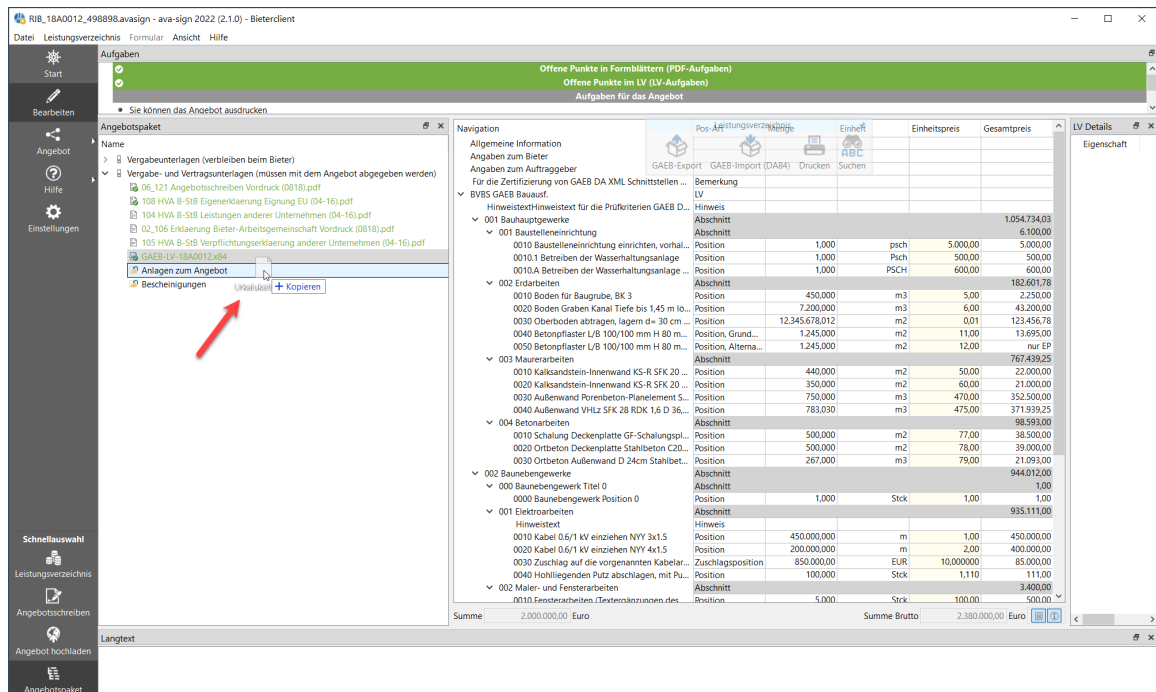 RIB_18A0012_498898.avasign - ava-sign 2022 (2.1.0) - Bieterclient
Datei Leistungsverzeichnis Formular Ansicht Hilfe
Start
Bearbeiten
Angebot
Hilfe
Einstellungen
Schnellauswahl
Leistungsverzeichnis
Angebotsschreiben
Angebot hochladen
Angebotspaket
Aufgaben
Offene Punkte in Formblättern (PDF-Aufgaben)
Offene Punkte im LV (LV-Aufgaben)
Aufgaben für das Angebot
Sie können das Angebot ausdrucken
Angebotspaket
Name
Vergabeunterlagen (verbleiben beim Bieter)
Vergabe- und Vertragsunterlagen (müssen mit dem Angebot abgegeben werden)
06_121 Angebotsschreiben Vordruck (0818).pdf
108 HVA B-StB Eigenerklaerung Eignung EU (04-16).pdf
104 HVA B-StB Leistungen anderer Unternehmen (04-16).pdf
02_106 Erklaerung Bieter-Arbeitsgemeinschaft Vordruck (0818).pdf
105 HVA B-StB Verpflichtungserklaerung anderer Unternehmen (04-16).pdf
GAEB-LV-18A0012.x84
Anlagen zum Angebot
Bescheinigungen
+ Kopieren
Leistungsverzeichnis
GAEB-Export GAEB-Import (DA84) Drucken Suchen
ABC
Navigation Pos-Art Menge Einheit Einheitspreis Gesamtpreis
Allgemeine Information
Angaben zum Bieter
Angaben zum Auftraggeber
Für die Zertifizierung von GAEB DA XML Schnittstellen ... Bemerkung
BVBS GAEB Bauausf. LV
HinweistextHinweistext für die Prüfkriterien GAEB D... Hinweis
001 Bauhauptgewerke Abschnitt 1.054.734,03
001 Baustelleneinrichtung Abschnitt 6.100,00
0010 Baustelleneinrichtung einrichten, vorhal... Position 1,000 psch 5.000,00 5.000,00
0010.1 Betreiben der Wasserhaltungsanlage Position 1,000 Psch 500,00 500,00
0010.A Betreiben der Wasserhaltungsanlage ... Position 1,000 PSCH 600,00 600,00
002 Erdarbeiten Abschnitt 182.601,78
0010 Boden für Baugrube, BK 3 Position 450,000 m3 5,00 2.250,00
0020 Boden Graben Kanal Tiefe bis 1,45 m lö... Position 7.200,000 m3 6,00 43.200,00
0030 Oberboden abtragen, lagern d= 30 cm ... Position 12.345.678,012 m2 0,01 123.456,78
0040 Betonpflaster L/B 100/100 mm H 80 m... Position, Grund... 1.245,000 m2 11,00 13.695,00
0050 Betonpflaster L/B 100/100 mm H 80 m... Position, Alterna... 1.245,000 m2 12,00 nur EP
003 Maurerarbeiten Abschnitt 767.439,25
0010 Kalksandstein-Innenwand KS-R SFK 20 ... Position 440,000 m2 50,00 22.000,00
0020 Kalksandstein-Innenwand KS-R SFK 20 ... Position 350,000 m2 60,00 21.000,00
0030 Außenwand Porenbeton-Planelement S... Position 750,000 m3 470,00 352.500,00
0040 Außenwand VHLz SFK 28 RDK 1,6 D 36,... Position 783,030 m3 475,00 371.939,25
004 Betonarbeiten Abschnitt 98.593,00
0010 Schalung Deckenplatte GF-Schalungspl... Position 500,000 m2 77,00 38.500,00
0020 Ortbeton Deckenplatte Stahlbeton C20... Position 500,000 m2 78,00 39.000,00
0030 Ortbeton Außenwand D 24cm Stahlbet... Position 267,000 m3 79,00 21.093,00
002 Baunebengewerke Abschnitt 944.012,00
000 Baunebengewerk Titel 0 Abschnitt 1,00
0000 Baunebengewerk Position 0 Position 1,000 Stck 1,00 1,00
001 Elektroarbeiten Abschnitt 935.111,00
Hinweistext Hinweis
0010 Kabel 0.6/1 kV einziehen NYY 3x1.5 Position 450.000,000 m 1,00 450.000,00
0020 Kabel 0.6/1 kV einziehen NYY 4x1.5 Position 200.000,000 m 2,00 400.000,00
0030 Zuschlag auf die vorgenannten Kabelar... Zuschlagsposition 850.000,00 EUR 10,000000 85.000,00
0040 Hohlliegenden Putz abschlagen, mit Pu... Position 100,000 Stck 1,110 111,00
002 Maler- und Fensterarbeiten Abschnitt 3.400,00
0010 Fensterarbeiten (Textergänzungen des... Position 5,000 Stck 100,00 500,00
Summe 2.000.000,00 Euro Summe Brutto 2.380.000,00 Euro
LV Details
Eigenschaft
Langtext